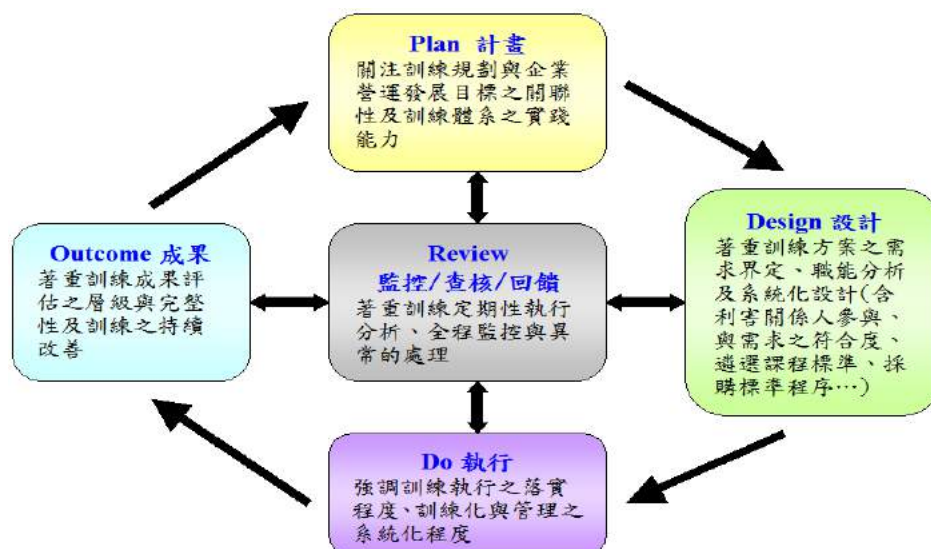 Plan 計畫
關注訓練規劃與企業
營運發展目標之關聯
性及訓練體系之實踐
能力
Design 設計
著重訓練方案之需
求界定、職能分析
及系統化設計(含
利害關係人參與、
與需求之符合度、
遴選課程標準、採
購標準程序…)
Outcome 成果
著重訓練成果評
估之層級與完整
性及訓練之持續
改善
Review
監控/查核/回饋
著重訓練定期性執行
分析、全程監控與異
常的處理
Do 執行
強調訓練執行之落實
程度、訓練化與管理之
系統化程度